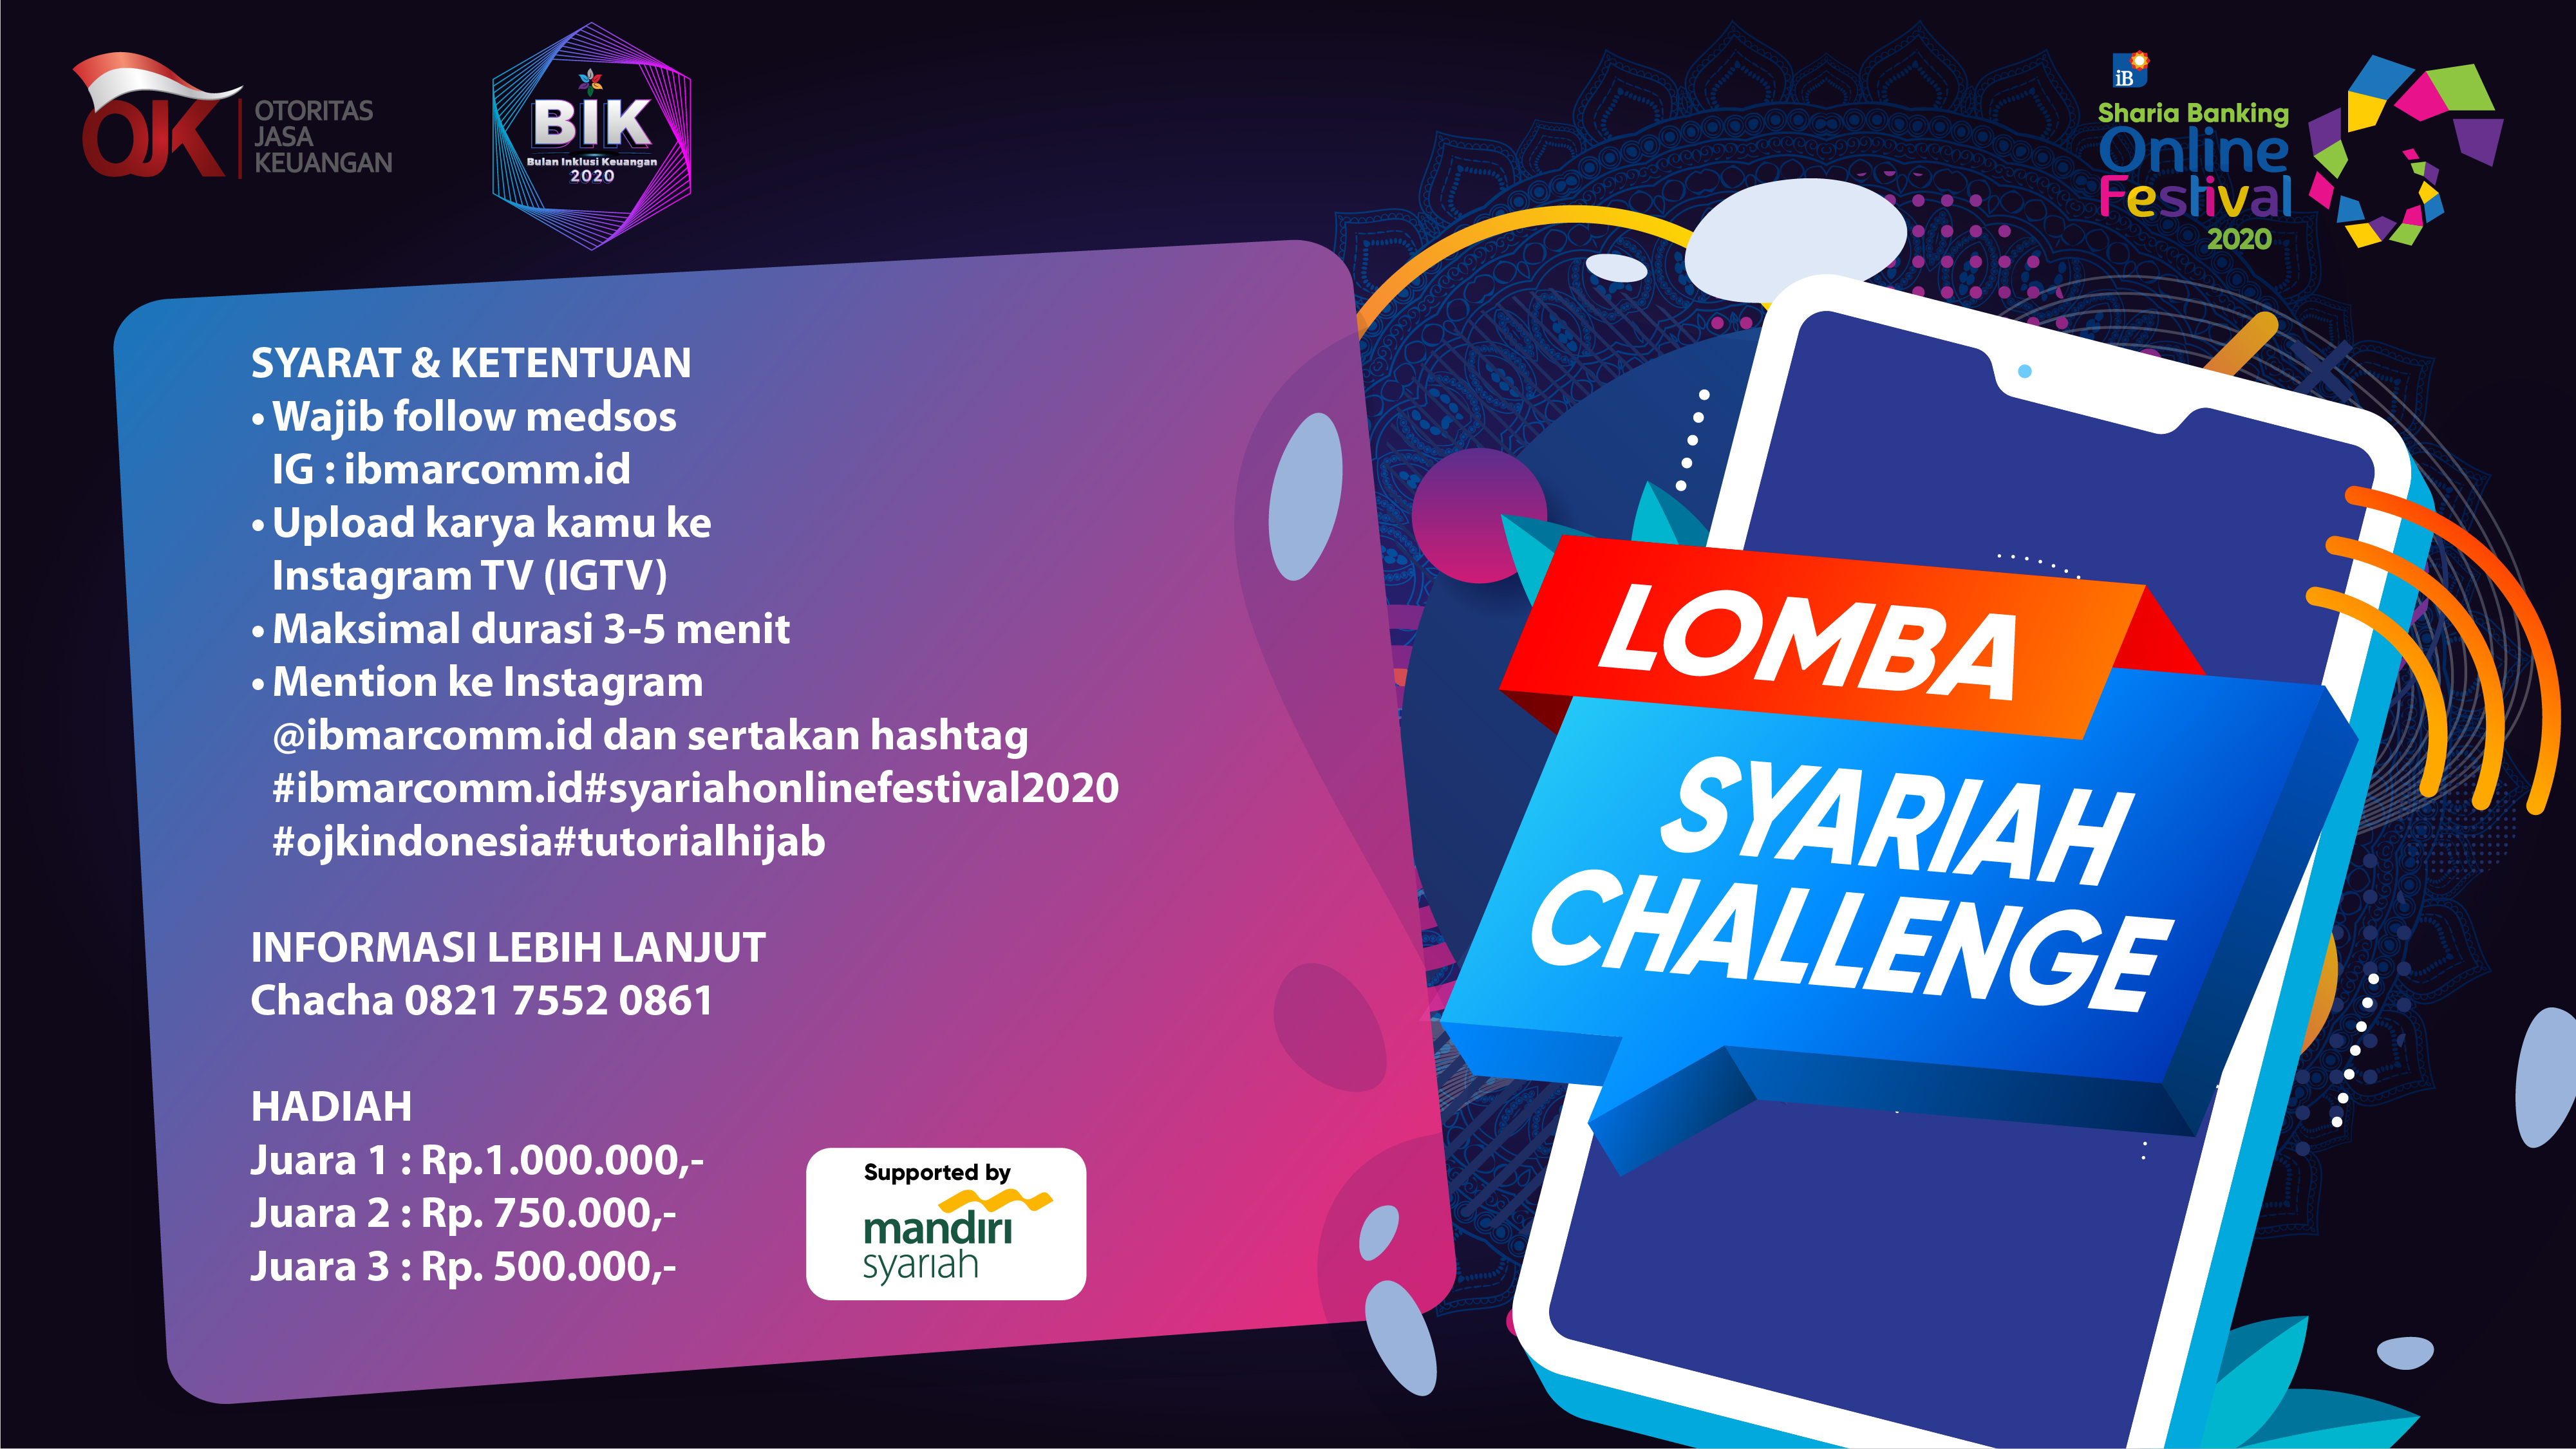 OJK
OTORITAS
JASA
KEUANGAN
BIK
Bulan Inklusi Keuangan
2020
iB
Sharia Banking
Online
Festival
2020
SYARAT & KETENTUAN
• Wajib follow medsos
IG : ibmarcomm.id
• Upload karya kamu ke
Instagram TV (IGTV)
• Maksimal durasi 3-5 menit
• Mention ke Instagram
@ibmarcomm.id dan sertakan hashtag
#ibmarcomm.id#syariahonlinefestival2020
#ojkindonesia#tutorialhijab
INFORMASI LEBIH LANJUT
Chacha 0821 7552 0861
HADIAH
Juara 1 : Rp.1.000.000,-
Juara 2 : Rp. 750.000,-
Juara 3 : Rp. 500.000,-
Supported by
mandiri
syariah
LOMBA
SYARIAH
CHALLENGE